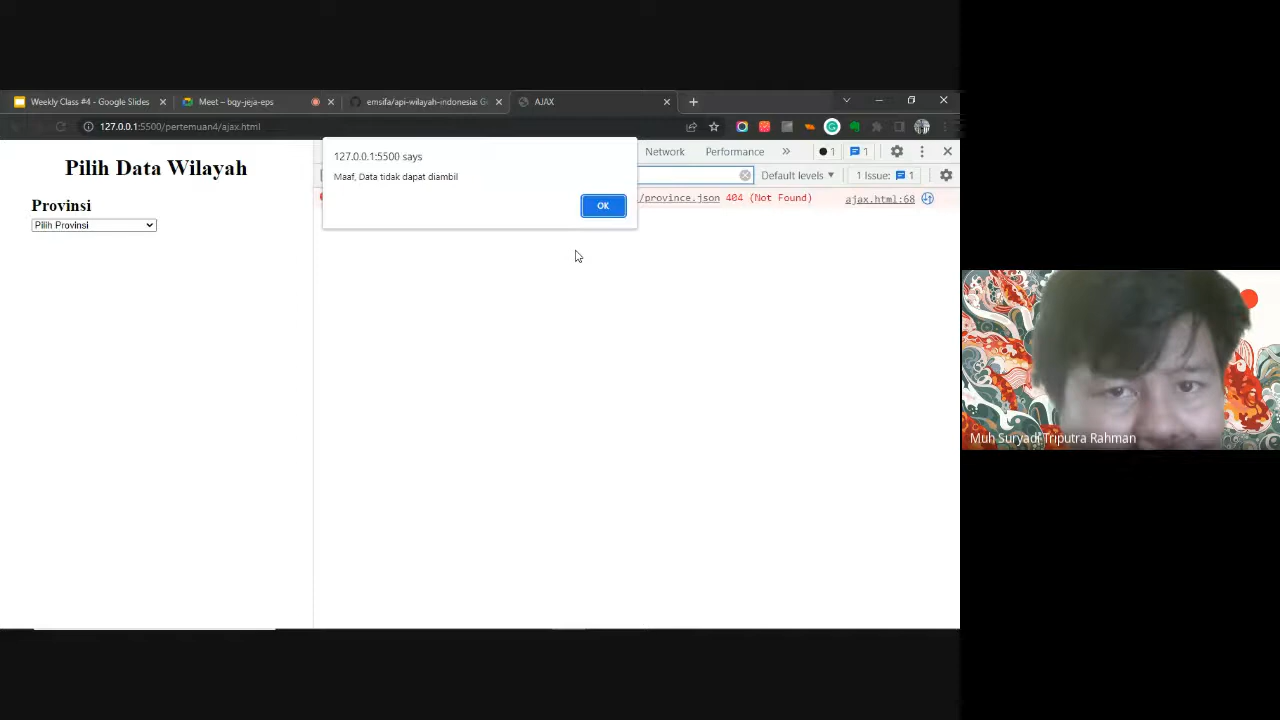 Weekly Class #4 - Google Slides
Meet – bqy-jeja-eps
emsifa/api-wilayah-indonesia: G
AJAX
127.0.0.1:5500/pertemuan4/ajax.html
Pilih Data Wilayah
Provinsi
Pilih Provinsi
127.0.0.1:5500 says
Maaf, Data tidak dapat diambil
OK
Network
Performance
1
1
Default levels
1 Issue:
1
/province.json 404 (Not Found)
ajax.html:68
Muh Suryadi Triputra Rahman